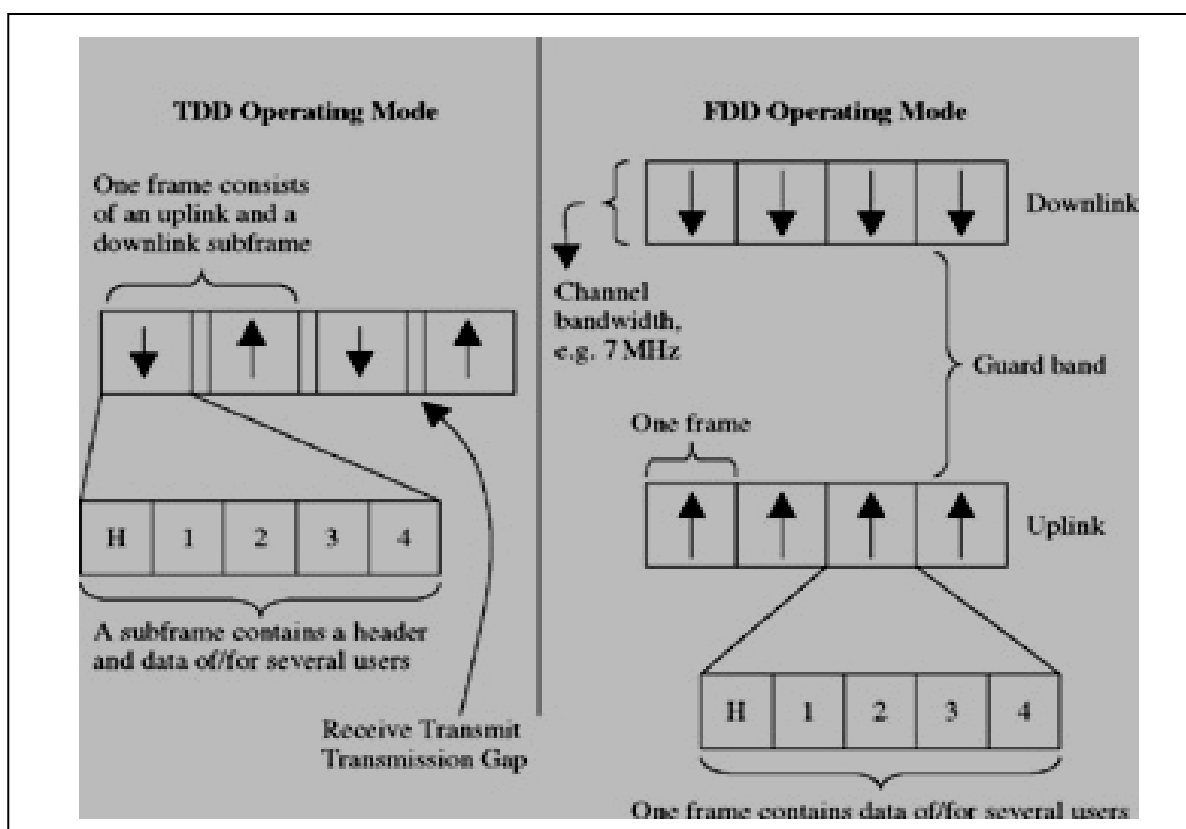 TDD Operating Mode
One frame consists
of an uplink and a
downlink subframe
H 1 2 3 4
A subframe contains a header
and data of/for several users
Receive Transmit
Transmission Gap
FDD Operating Mode
Downlink
Channel
bandwidth,
e.g. 7 MHz
Guard band
One frame
Uplink
H 1 2 3 4
One frame contains data of/for several users